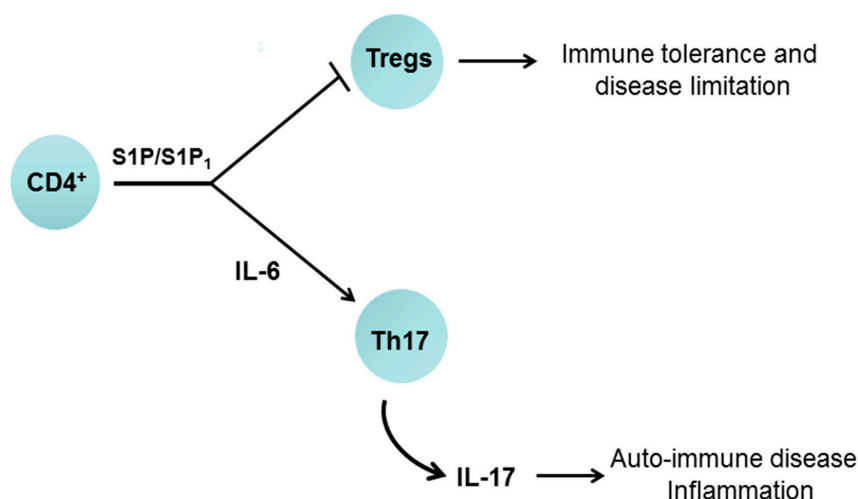 Tregs
Immune tolerance and
disease limitation
S1P/S1P₁
CD4⁺
IL-6
Th17
IL-17
Auto-immune disease
Inflammation